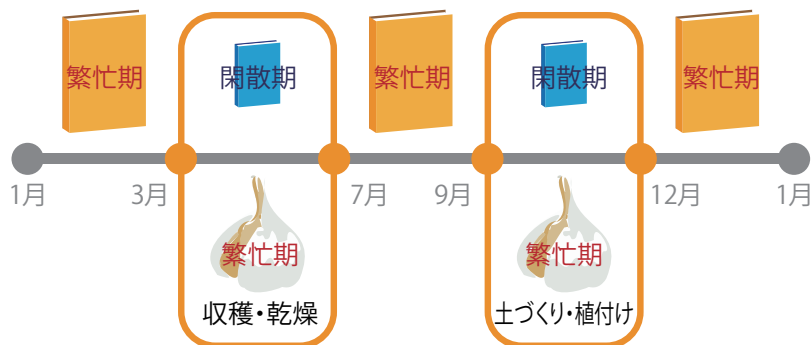 繁忙期
閑散期
繁忙期
閑散期
繁忙期
1月
3月
7月
9月
12月
1月
繁忙期
収穫・乾燥
繁忙期
土づくり・植付け